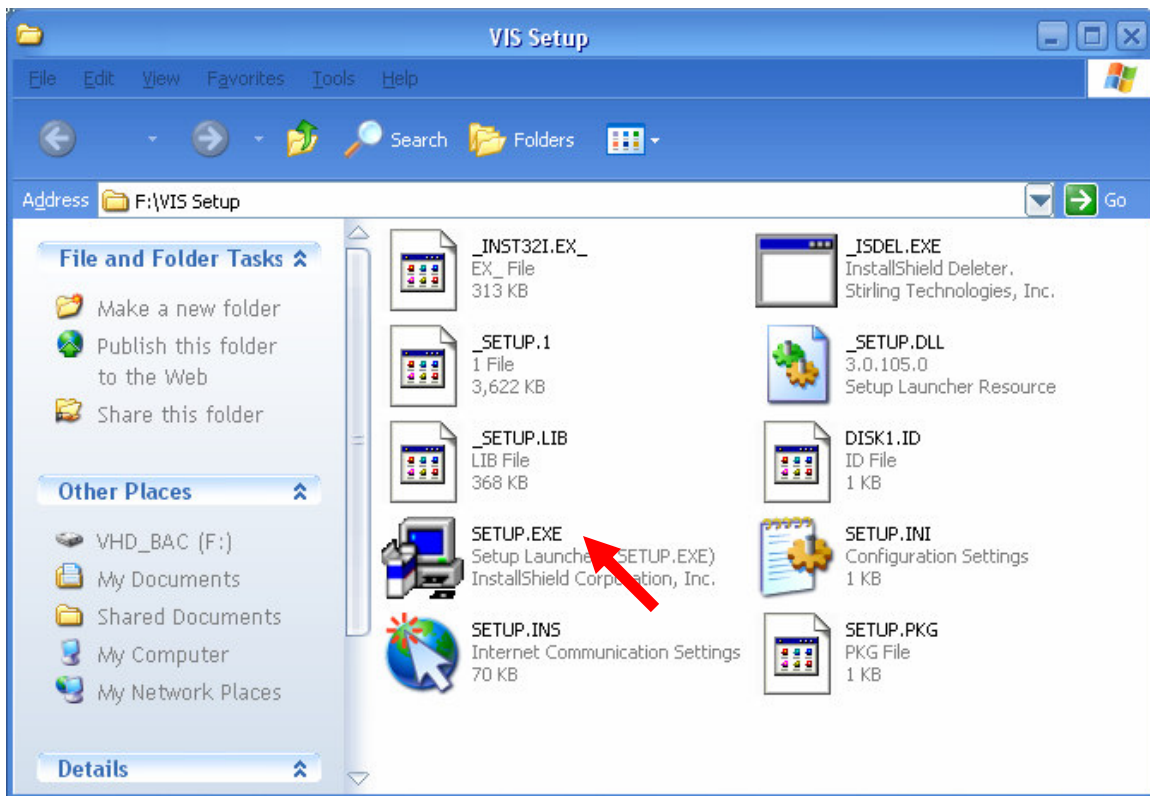 VIS Setup
File Edit View Favorites Tools Help
Search Folders
Address F:\VIS Setup Go
File and Folder Tasks
Make a new folder
Publish this folder
to the Web
Share this folder
Other Places
VHD_BAC (F:)
My Documents
Shared Documents
My Computer
My Network Places
Details
_INST32I.EX_
EX_ File
313 KB
_ISDEL.EXE
InstallShield Deleter.
Stirling Technologies, Inc.
_SETUP.1
1 File
3,622 KB
_SETUP.DLL
3.0.105.0
Setup Launcher Resource
_SETUP.LIB
LIB File
368 KB
DISK1.ID
ID File
1 KB
SETUP.EXE
Setup Launcher (SETUP.EXE)
InstallShield Corporation, Inc.
SETUP.INI
Configuration Settings
1 KB
SETUP.INS
Internet Communication Settings
70 KB
SETUP.PKG
PKG File
1 KB